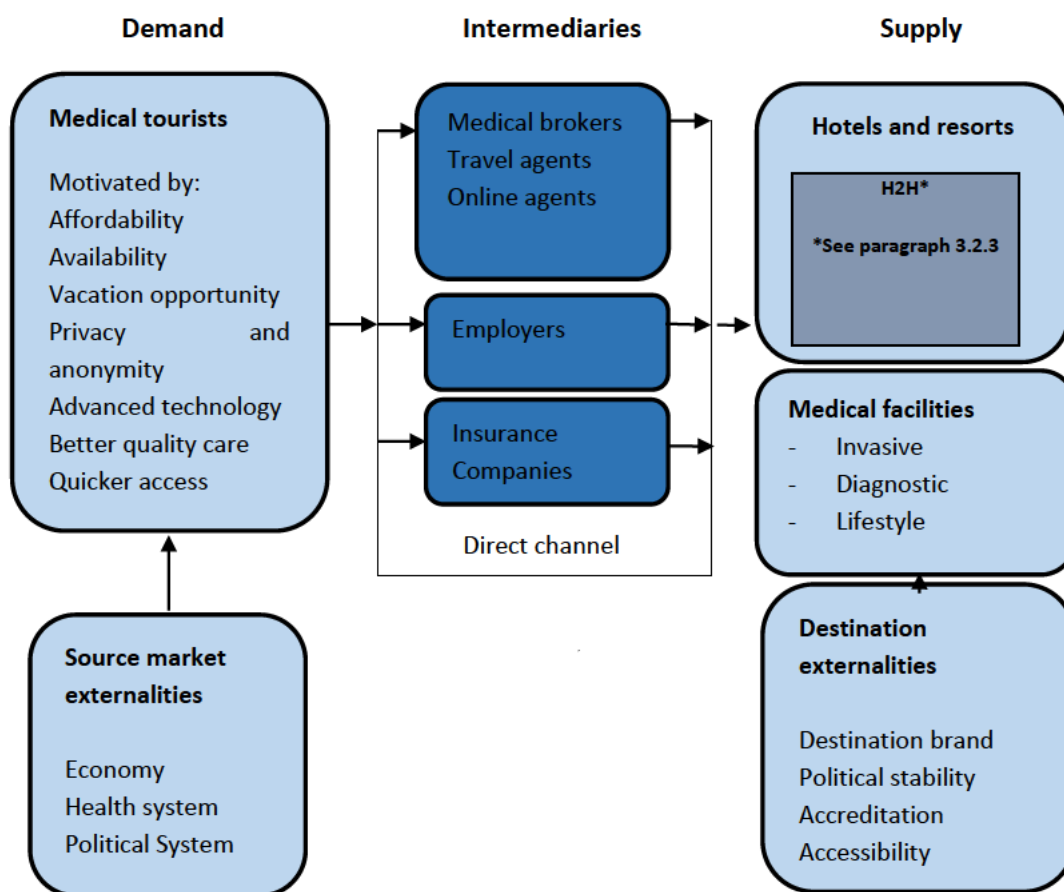 Demand
Intermediaries
Supply
Medical tourists
Motivated by:
Affordability
Availability
Vacation opportunity
Privacy and
anonymity
Advanced technology
Better quality care
Quicker access
Source market
externalities
Economy
Health system
Political System
Medical brokers
Travel agents
Online agents
Employers
Insurance
Companies
Direct channel
Hotels and resorts
H2H*
*See paragraph 3.2.3
Medical facilities
- Invasive
- Diagnostic
- Lifestyle
Destination
externalities
Destination brand
Political stability
Accreditation
Accessibility